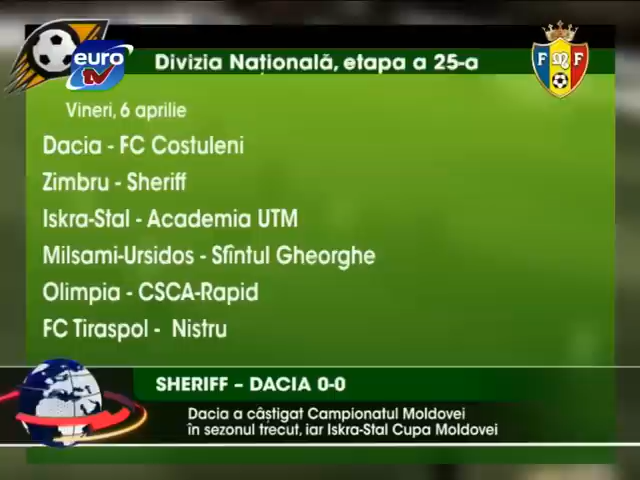 euro
tv
Divizia Națională, etapa a 25-a
F M F
Vineri, 6 aprilie
Dacia - FC Costuleni
Zimbru - Sheriff
Iskra-Stal - Academia UTM
Milsami-Ursidos - Sfîntul Gheorghe
Olimpia - CSCA-Rapid
FC Tiraspol - Nistru
SHERIFF – DACIA 0-0
Dacia a câștigat Campionatul Moldovei
în sezonul trecut, iar Iskra-Stal Cupa Moldovei